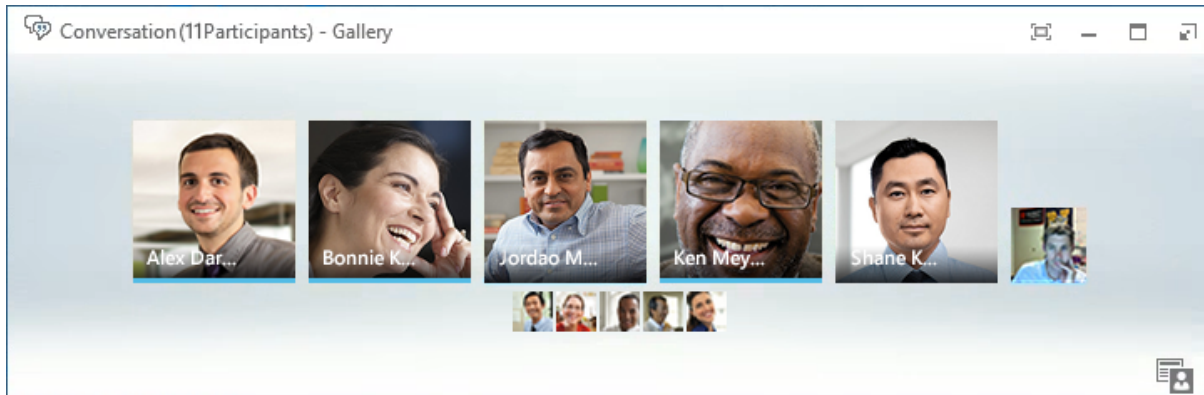 Conversation (11Participants) - Gallery
Alex Dar... Bonnie K... Jordao M... Ken Mey... Shane K...